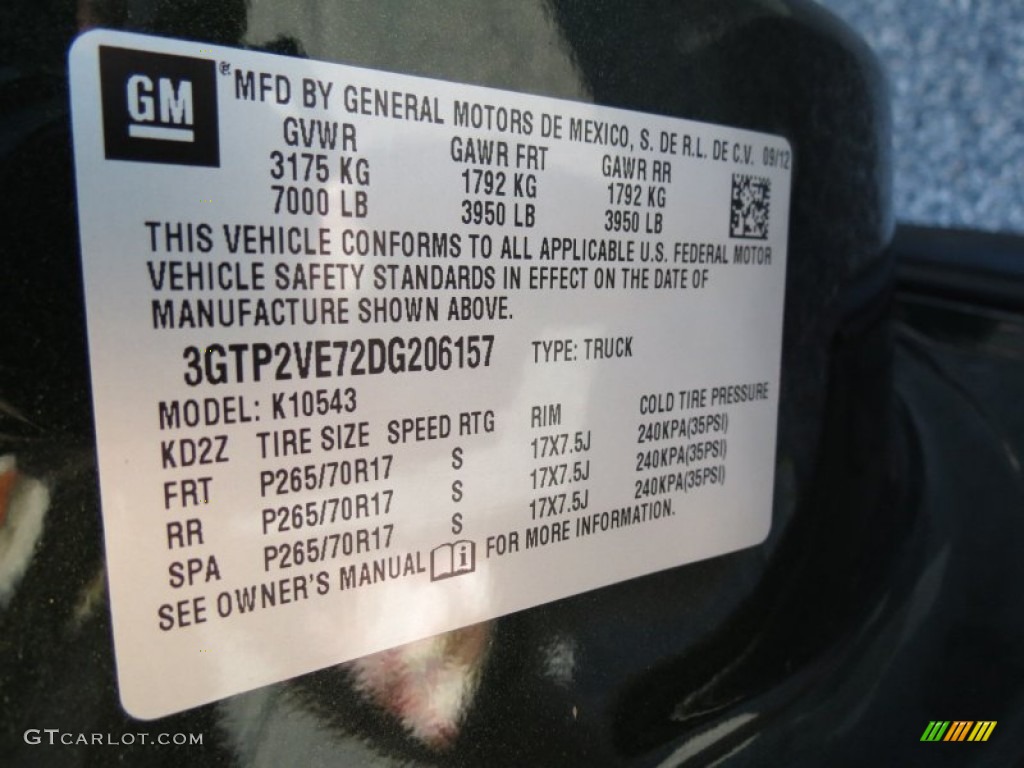 GM ® MFD BY GENERAL MOTORS DE MEXICO, S. DE R.L. DE C.V. 09/12
GVWR GAWR FRT GAWR RR
3175 KG 1792 KG 1792 KG
7000 LB 3950 LB 3950 LB
THIS VEHICLE CONFORMS TO ALL APPLICABLE U.S. FEDERAL MOTOR
VEHICLE SAFETY STANDARDS IN EFFECT ON THE DATE OF
MANUFACTURE SHOWN ABOVE.
3GTP2VE72DG206157 TYPE: TRUCK
MODEL: K10543
KD2Z TIRE SIZE SPEED RTG RIM COLD TIRE PRESSURE
FRT P265/70R17 S 17X7.5J 240KPA(35PSI)
RR P265/70R17 S 17X7.5J 240KPA(35PSI)
SPA P265/70R17 S 17X7.5J 240KPA(35PSI)
SEE OWNER'S MANUAL i FOR MORE INFORMATION.
GTCARLOT.COM